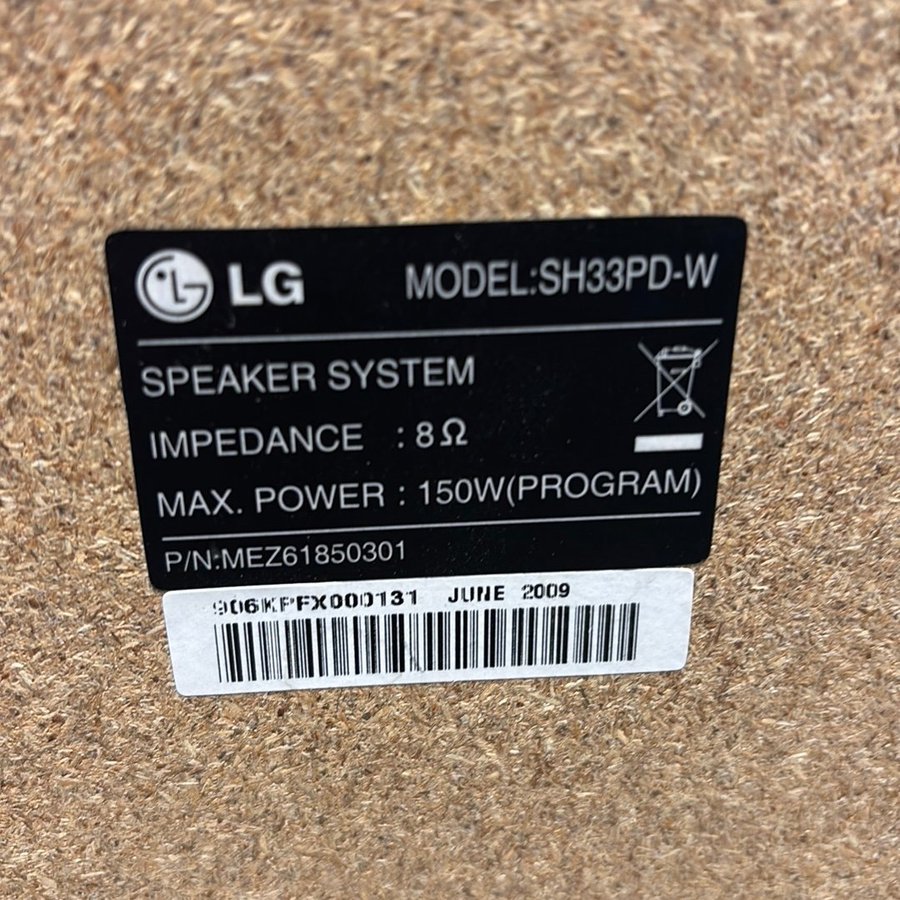 LG MODEL:SH33PD-W
SPEAKER SYSTEM
IMPEDANCE : 8Ω
MAX. POWER : 150W(PROGRAM)
P/N:MEZ61850301
906KPFX000131 JUNE 2009